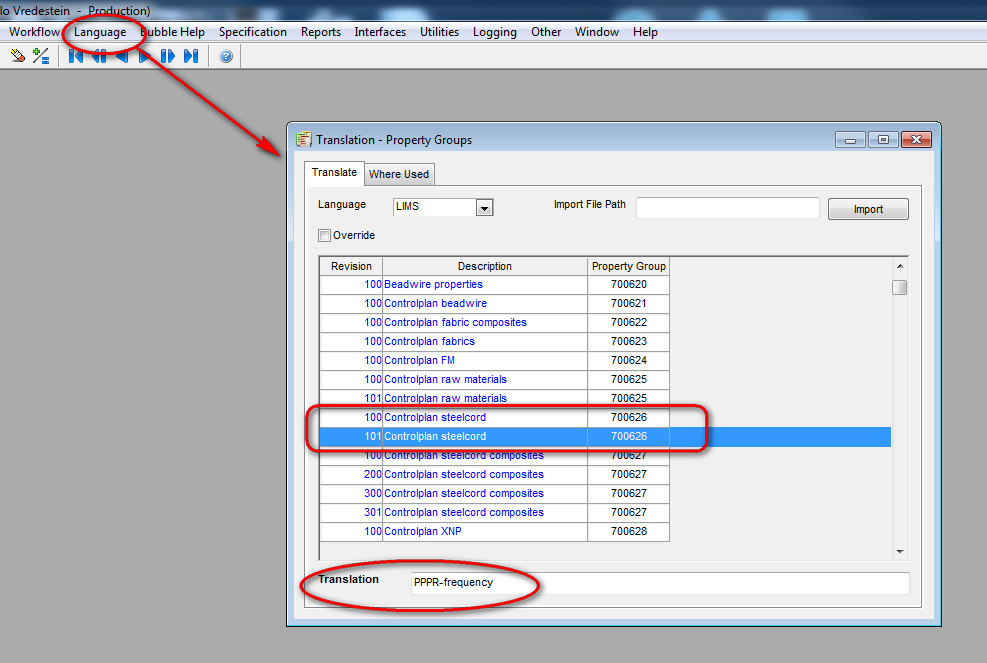 lo Vredestein - Production)
Workflow Language Bubble Help Specification Reports Interfaces Utilities Logging Other Window Help
Translation - Property Groups
Translate Where Used
Language LIMS Import File Path Import
Override
Revision Description Property Group
100 Beadwire properties 700620
100 Controlplan beadwire 700621
100 Controlplan fabric composites 700622
100 Controlplan fabrics 700623
100 Controlplan FM 700624
100 Controlplan raw materials 700625
101 Controlplan raw materials 700625
100 Controlplan steelcord 700626
101 Controlplan steelcord 700626
100 Controlplan steelcord composites 700627
200 Controlplan steelcord composites 700627
300 Controlplan steelcord composites 700627
301 Controlplan steelcord composites 700627
100 Controlplan XNP 700628
Translation PPPR-frequency